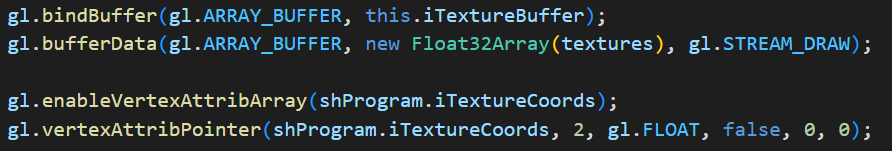 gl.bindBuffer(gl.ARRAY_BUFFER, this.iTextureBuffer);
gl.bufferData(gl.ARRAY_BUFFER, new Float32Array(textures), gl.STREAM_DRAW);
gl.enableVertexAttribArray(shProgram.iTextureCoords);
gl.vertexAttribPointer(shProgram.iTextureCoords, 2, gl.FLOAT, false, 0, 0);